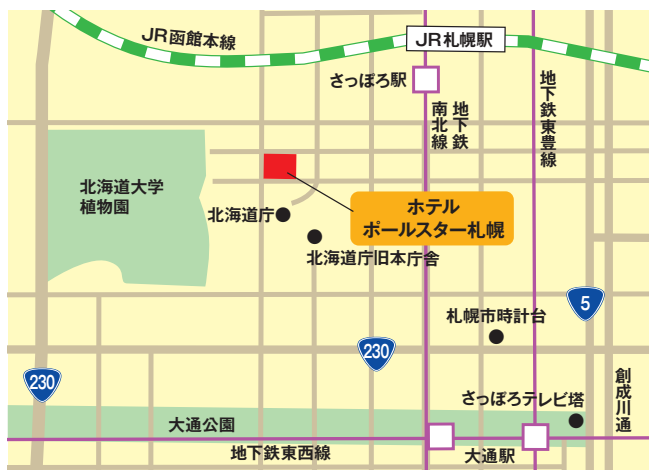 JR函館本線
JR札幌駅
さっぽろ駅
地下鉄
南北線
地下鉄東豊線
北海道大学
植物園
北海道庁
ホテル
ポールスター札幌
北海道庁旧本庁舎
5
札幌市時計台
230
230
さっぽろテレビ塔
創成川通
大通公園
地下鉄東西線
大通駅